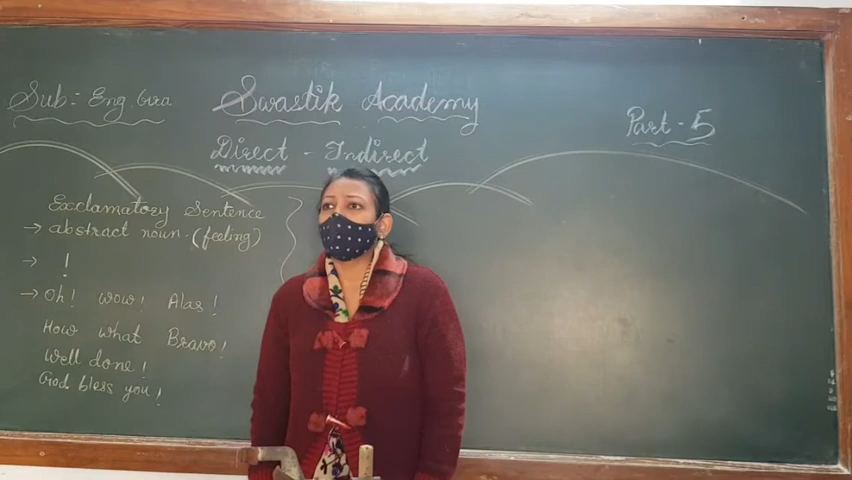 Sub:- Eng. Gra
Swastik Academy
Part-5
Direct - Indirect
Exclamatory Sentence
→ abstract noun. (feeling)
→ !
→ Oh! wow! Alas!
How what Bravo!
Well done!
God bless you!